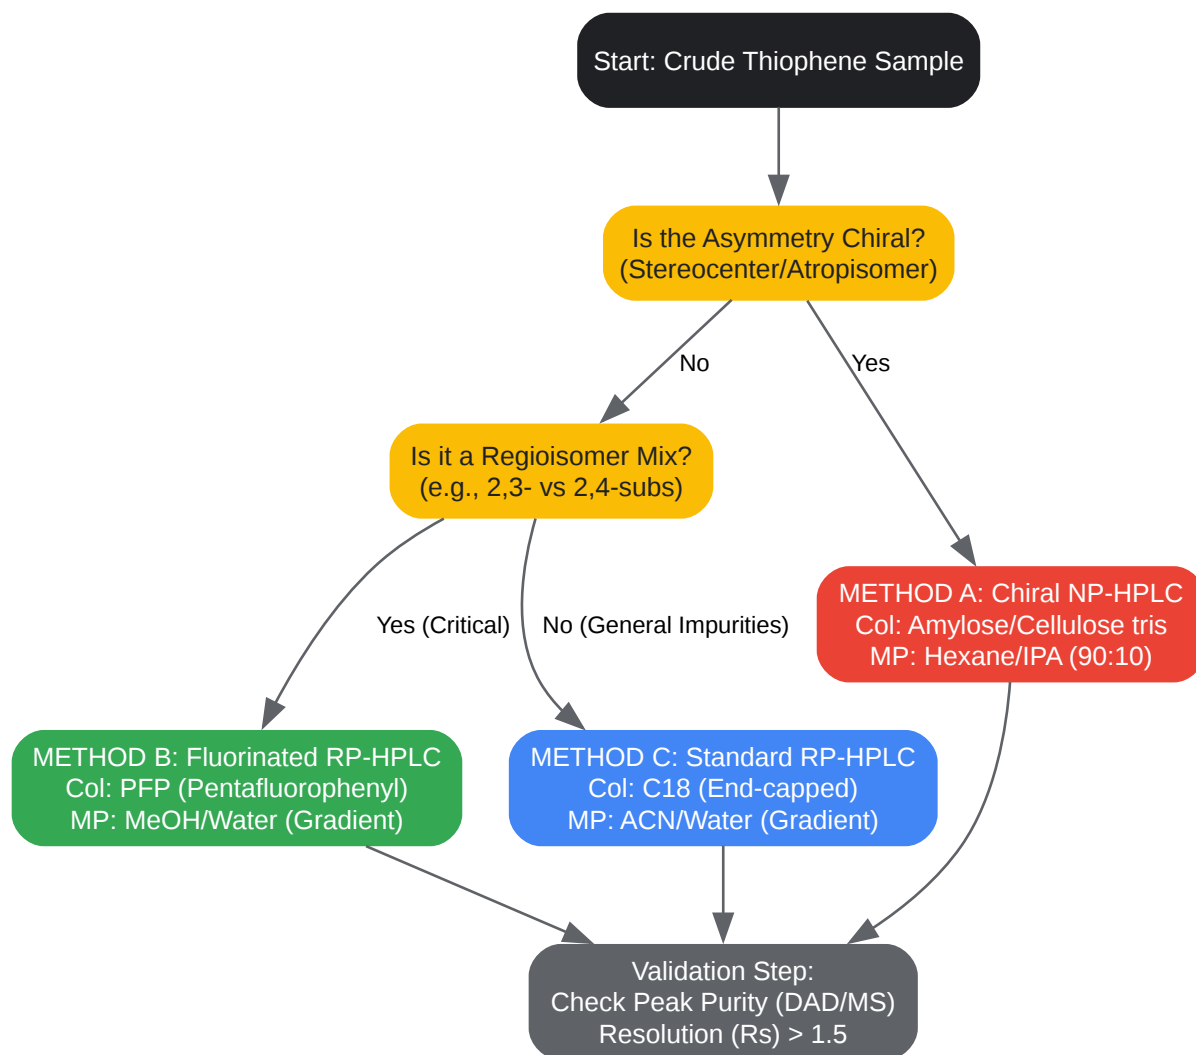 Start: Crude Thiophene Sample
Is the Asymmetry Chiral?
(Stereocenter/Atropisomer)
No
Yes
Is it a Regioisomer Mix?
(e.g., 2,3- vs 2,4-subs)
Yes (Critical)
No (General Impurities)
METHOD A: Chiral NP-HPLC
Col: Amylose/Cellulose tris
MP: Hexane/IPA (90:10)
METHOD B: Fluorinated RP-HPLC
Col: PFP (Pentafluorophenyl)
MP: MeOH/Water (Gradient)
METHOD C: Standard RP-HPLC
Col: C18 (End-capped)
MP: ACN/Water (Gradient)
Validation Step:
Check Peak Purity (DAD/MS)
Resolution (Rs) > 1.5